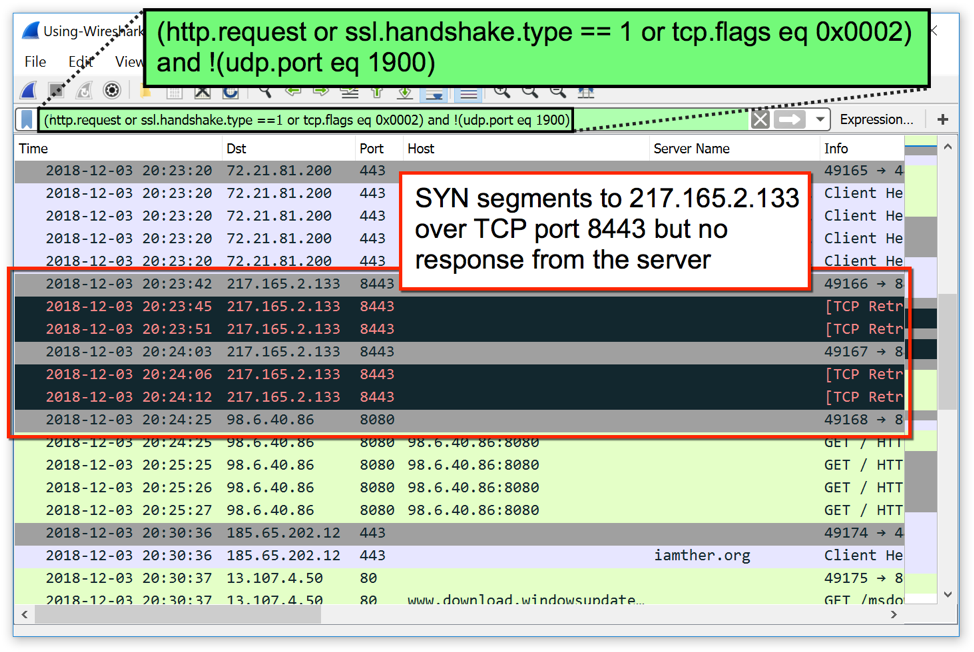 Using-Wireshark
(http.request or ssl.handshake.type == 1 or tcp.flags eq 0x0002)
and !(udp.port eq 1900)
File Edit View
(http.request or ssl.handshake.type ==1 or tcp.flags eq 0x0002) and !(udp.port eq 1900) Expression... +
Time Dst Port Host Server Name Info
2018-12-03 20:23:20 72.21.81.200 443 49165 → 4
2018-12-03 20:23:20 72.21.81.200 443 Client He
2018-12-03 20:23:20 72.21.81.200 443 Client He
2018-12-03 20:23:20 72.21.81.200 443 Client He
2018-12-03 20:23:20 72.21.81.200 443 Client He
SYN segments to 217.165.2.133
over TCP port 8443 but no
response from the server
2018-12-03 20:23:42 217.165.2.133 8443 49166 → 8
2018-12-03 20:23:45 217.165.2.133 8443 [TCP Retr
2018-12-03 20:23:51 217.165.2.133 8443 [TCP Retr
2018-12-03 20:24:03 217.165.2.133 8443 49167 → 8
2018-12-03 20:24:06 217.165.2.133 8443 [TCP Retr
2018-12-03 20:24:12 217.165.2.133 8443 [TCP Retr
2018-12-03 20:24:25 98.6.40.86 8080 49168 → 8
2018-12-03 20:24:25 98.6.40.86 8080 98.6.40.86:8080 GET / HTT
2018-12-03 20:25:25 98.6.40.86 8080 98.6.40.86:8080 GET / HTT
2018-12-03 20:25:26 98.6.40.86 8080 98.6.40.86:8080 GET / HTT
2018-12-03 20:25:27 98.6.40.86 8080 98.6.40.86:8080 GET / HTT
2018-12-03 20:30:36 185.65.202.12 443 49174 → 4
2018-12-03 20:30:36 185.65.202.12 443 iamther.org Client He
2018-12-03 20:30:37 13.107.4.50 80 49175 → 8
2018-12-03 20:30:37 13.107.4.50 80 www.download.windowsupdate… GET /msdo